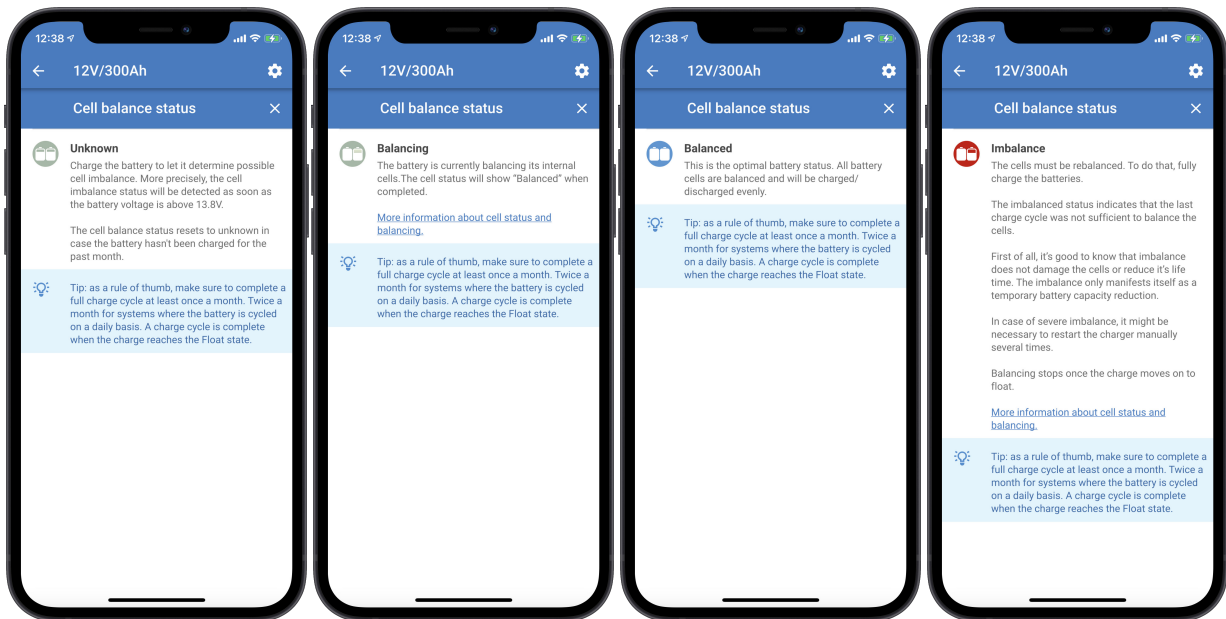 12:38
12V/300Ah
Cell balance status
Unknown
Charge the battery to let it determine possible
cell imbalance. More precisely, the cell
imbalance status will be detected as soon as
the battery voltage is above 13.8V.
The cell balance status resets to unknown in
case the battery hasn't been charged for the
past month.
Tip: as a rule of thumb, make sure to complete a
full charge cycle at least once a month. Twice a
month for systems where the battery is cycled
on a daily basis. A charge cycle is complete
when the charge reaches the Float state.
12:38
12V/300Ah
Cell balance status
Balancing
The battery is currently balancing its internal
cells.The cell status will show “Balanced” when
completed.
More information about cell status and
balancing.
Tip: as a rule of thumb, make sure to complete a
full charge cycle at least once a month. Twice a
month for systems where the battery is cycled
on a daily basis. A charge cycle is complete
when the charge reaches the Float state.
12:38
12V/300Ah
Cell balance status
Balanced
This is the optimal battery status. All battery
cells are balanced and will be charged/
discharged evenly.
Tip: as a rule of thumb, make sure to complete a
full charge cycle at least once a month. Twice a
month for systems where the battery is cycled
on a daily basis. A charge cycle is complete
when the charge reaches the Float state.
12:38
12V/300Ah
Cell balance status
Imbalance
The cells must be rebalanced. To do that, fully
charge the batteries.
The imbalanced status indicates that the last
charge cycle was not sufficient to balance the
cells.
First of all, it's good to know that imbalance
does not damage the cells or reduce it's life
time. The imbalance only manifests itself as a
temporary battery capacity reduction.
In case of severe imbalance, it might be
necessary to restart the charger manually
several times.
Balancing stops once the charge moves on to
float.
More information about cell status and
balancing.
Tip: as a rule of thumb, make sure to complete a
full charge cycle at least once a month. Twice a
month for systems where the battery is cycled
on a daily basis. A charge cycle is complete
when the charge reaches the Float state.